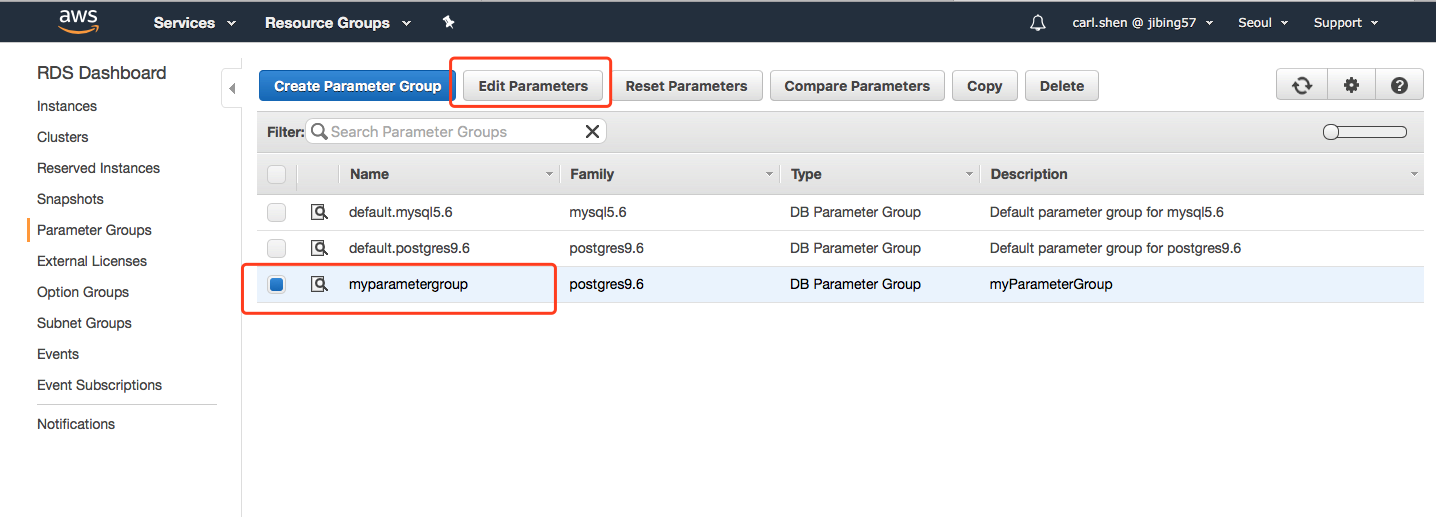 aws Services Resource Groups carl.shen @ jibing57 Seoul Support
RDS Dashboard
Instances
Clusters
Reserved Instances
Snapshots
Parameter Groups
External Licenses
Option Groups
Subnet Groups
Events
Event Subscriptions
Notifications
Create Parameter Group Edit Parameters Reset Parameters Compare Parameters Copy Delete
Filter: Search Parameter Groups
Name Family Type Description
default.mysql5.6 mysql5.6 DB Parameter Group Default parameter group for mysql5.6
default.postgres9.6 postgres9.6 DB Parameter Group Default parameter group for postgres9.6
myparametergroup postgres9.6 DB Parameter Group myParameterGroup